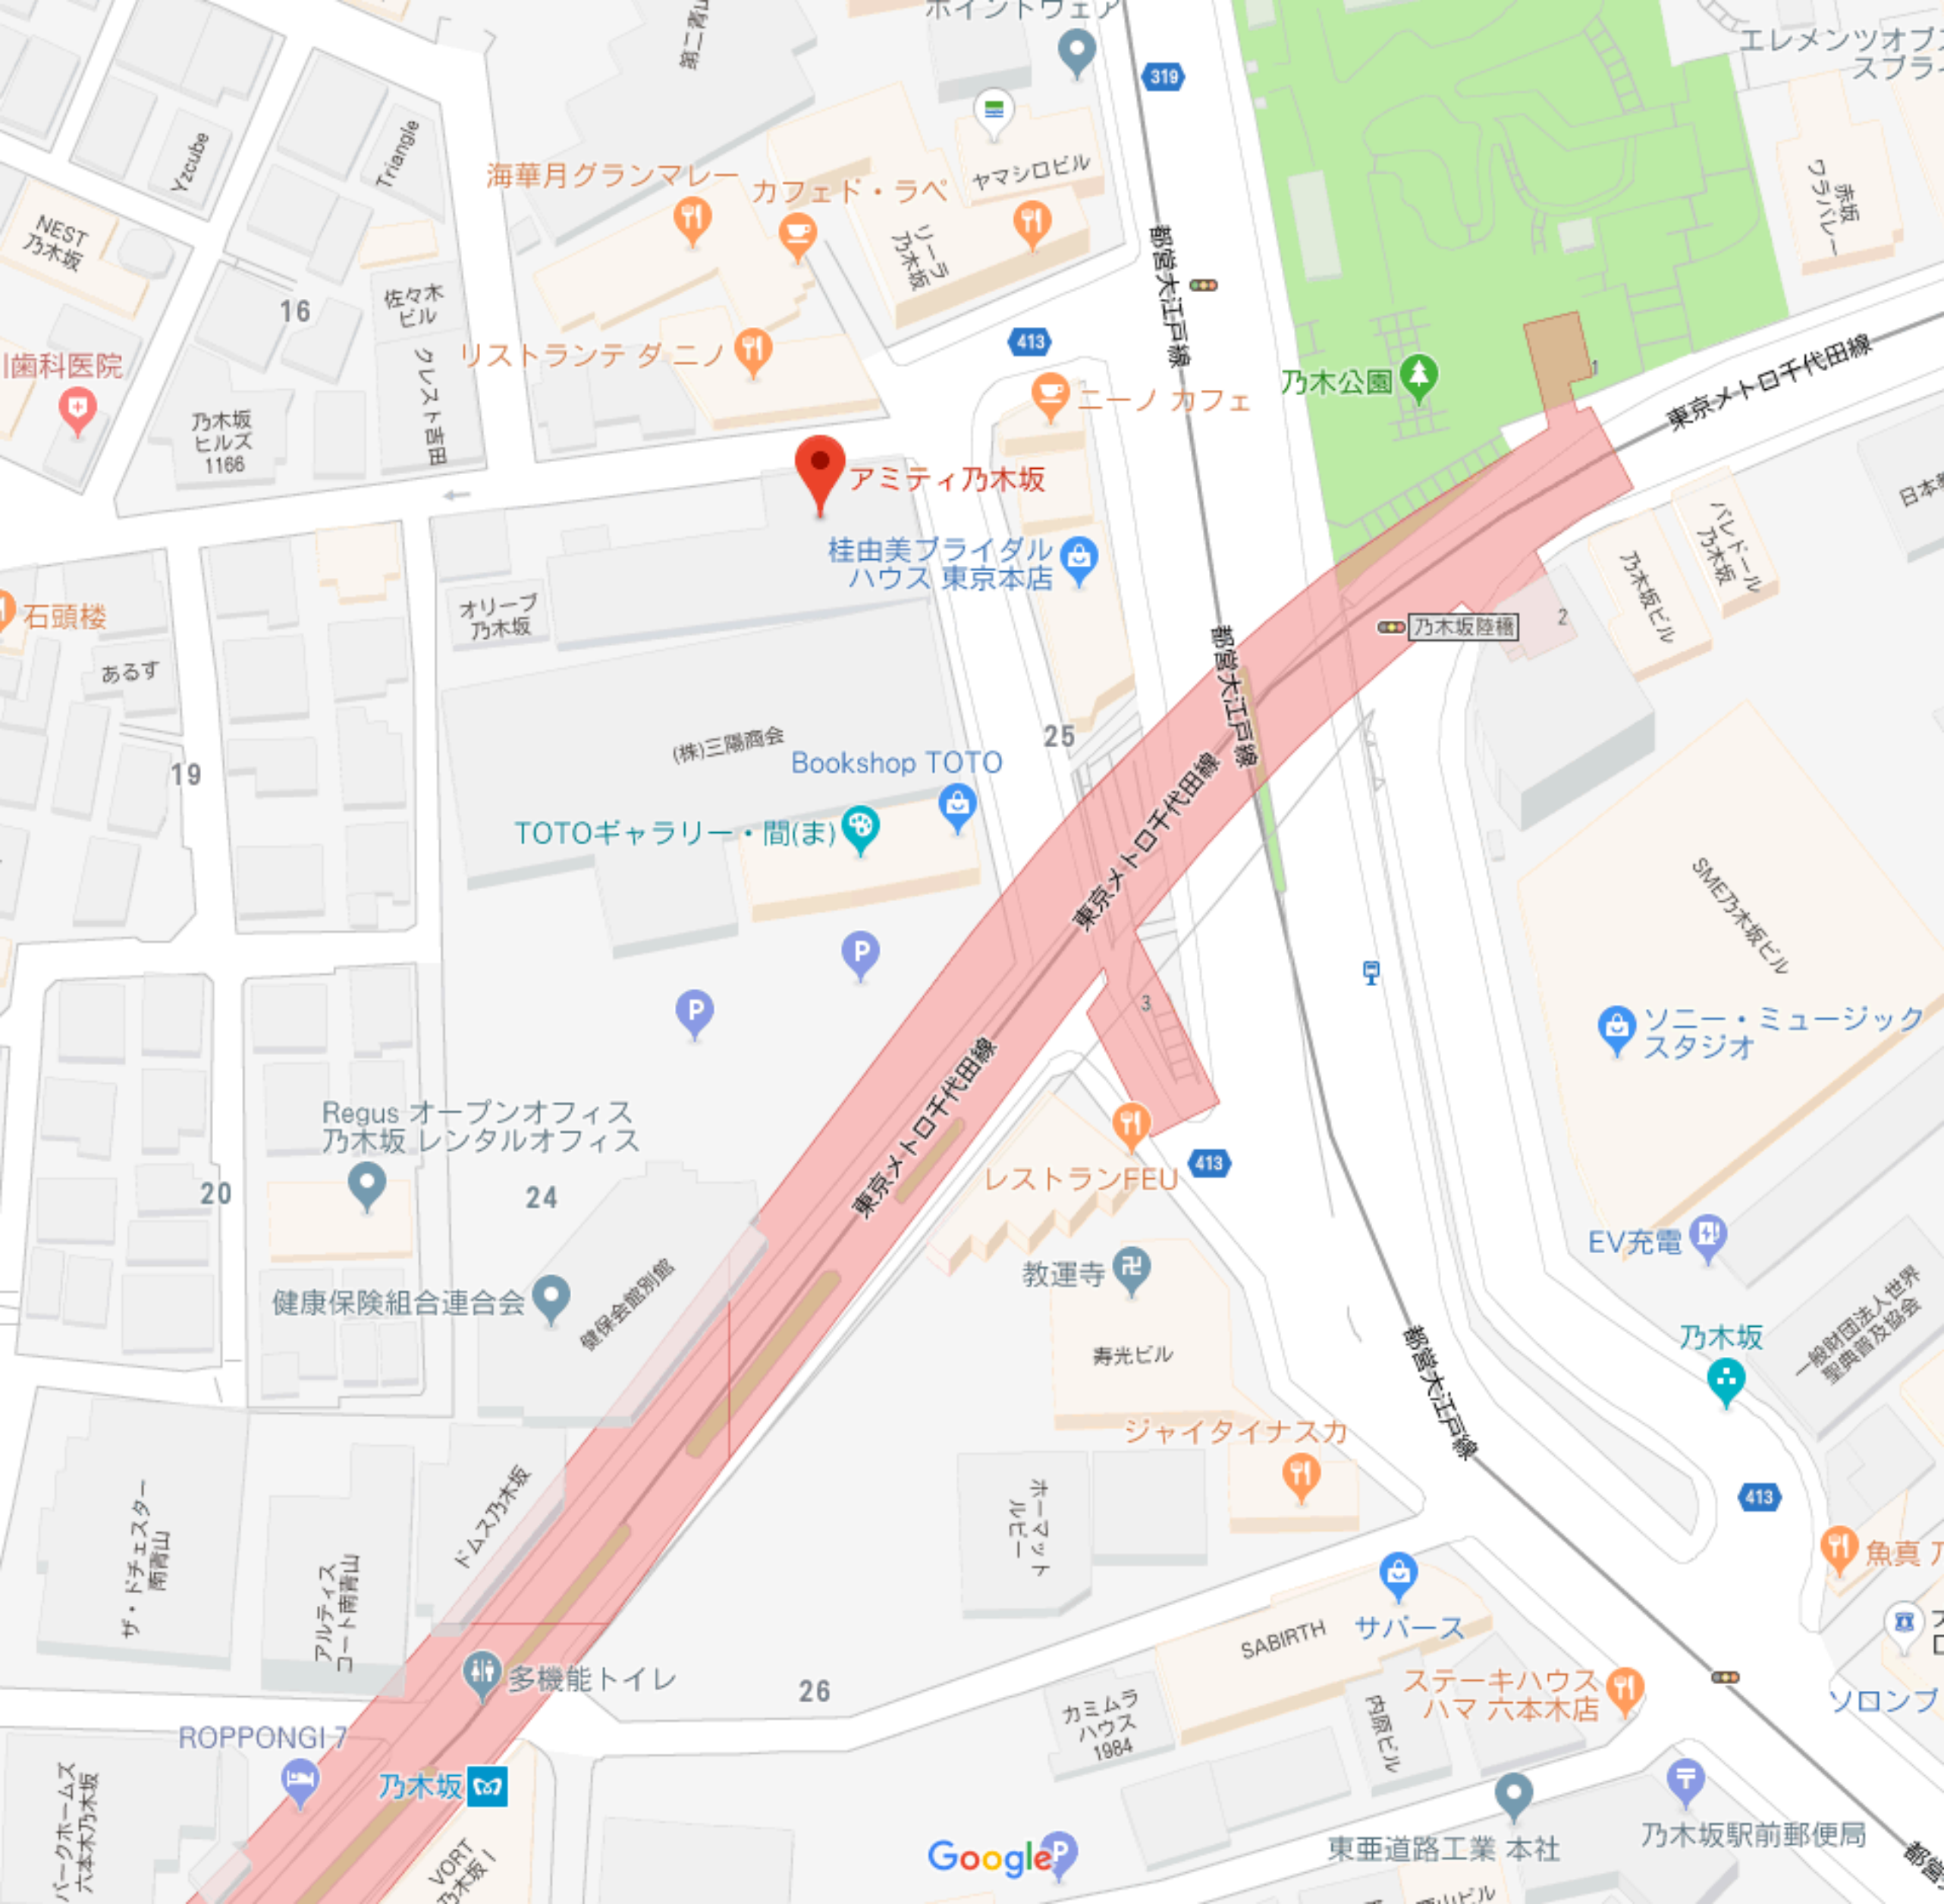 ポイントウェア
319
エレメンツオブ
スブライ
Yzcube
Triangle
海華月グランマレー
カフェド・ラペ
ヤマシロビル
赤坂
ワラバレー
NEST
乃木坂
リーラ
乃木坂
都営大江戸線
佐々木
ビル
16
413
リストランテ ダ ニノ
歯科医院
クレスト吉田
乃木坂
ヒルズ
1166
ニーノ カフェ
乃木公園
1
東京メトロ千代田線
アミティ乃木坂
桂由美ブライダル
ハウス 東京本店
バレドール
乃木坂
乃木坂ビル
石頭楼
オリーブ
乃木坂
2
乃木坂陸橋
都営大江戸線
あるす
(株)三陽商会
25
19
Bookshop TOTO
TOTOギャラリー・間(ま)
東京メトロ千代田線
SME乃木坂ビル
P
P
3
ソニー・ミュージック
スタジオ
東京メトロ千代田線
Regus オープンオフィス
乃木坂 レンタルオフィス
20
24
レストランFEU
413
EV充電
教運寺
健康保険組合連合会
健保会館別館
寿光ビル
都営大江戸線
乃木坂
一般財団法人世界
聖典普及協会
ジャイタイナスカ
413
ザ・ドチェスター
南青山
アルティス
コート南青山
ドムス乃木坂
ホーマット
ルビー
魚真
サバース
SABIRTH
多機能トイレ
26
カミムラ
ハウス
1984
内原ビル
ステーキハウス
ハマ 六本木店
ソロンブ
ROPPONGI 7
乃木坂
パークホームズ
六本木乃木坂
VORT
乃木坂 I
Google
P
東亜道路工業 本社
乃木坂駅前郵便局
都営